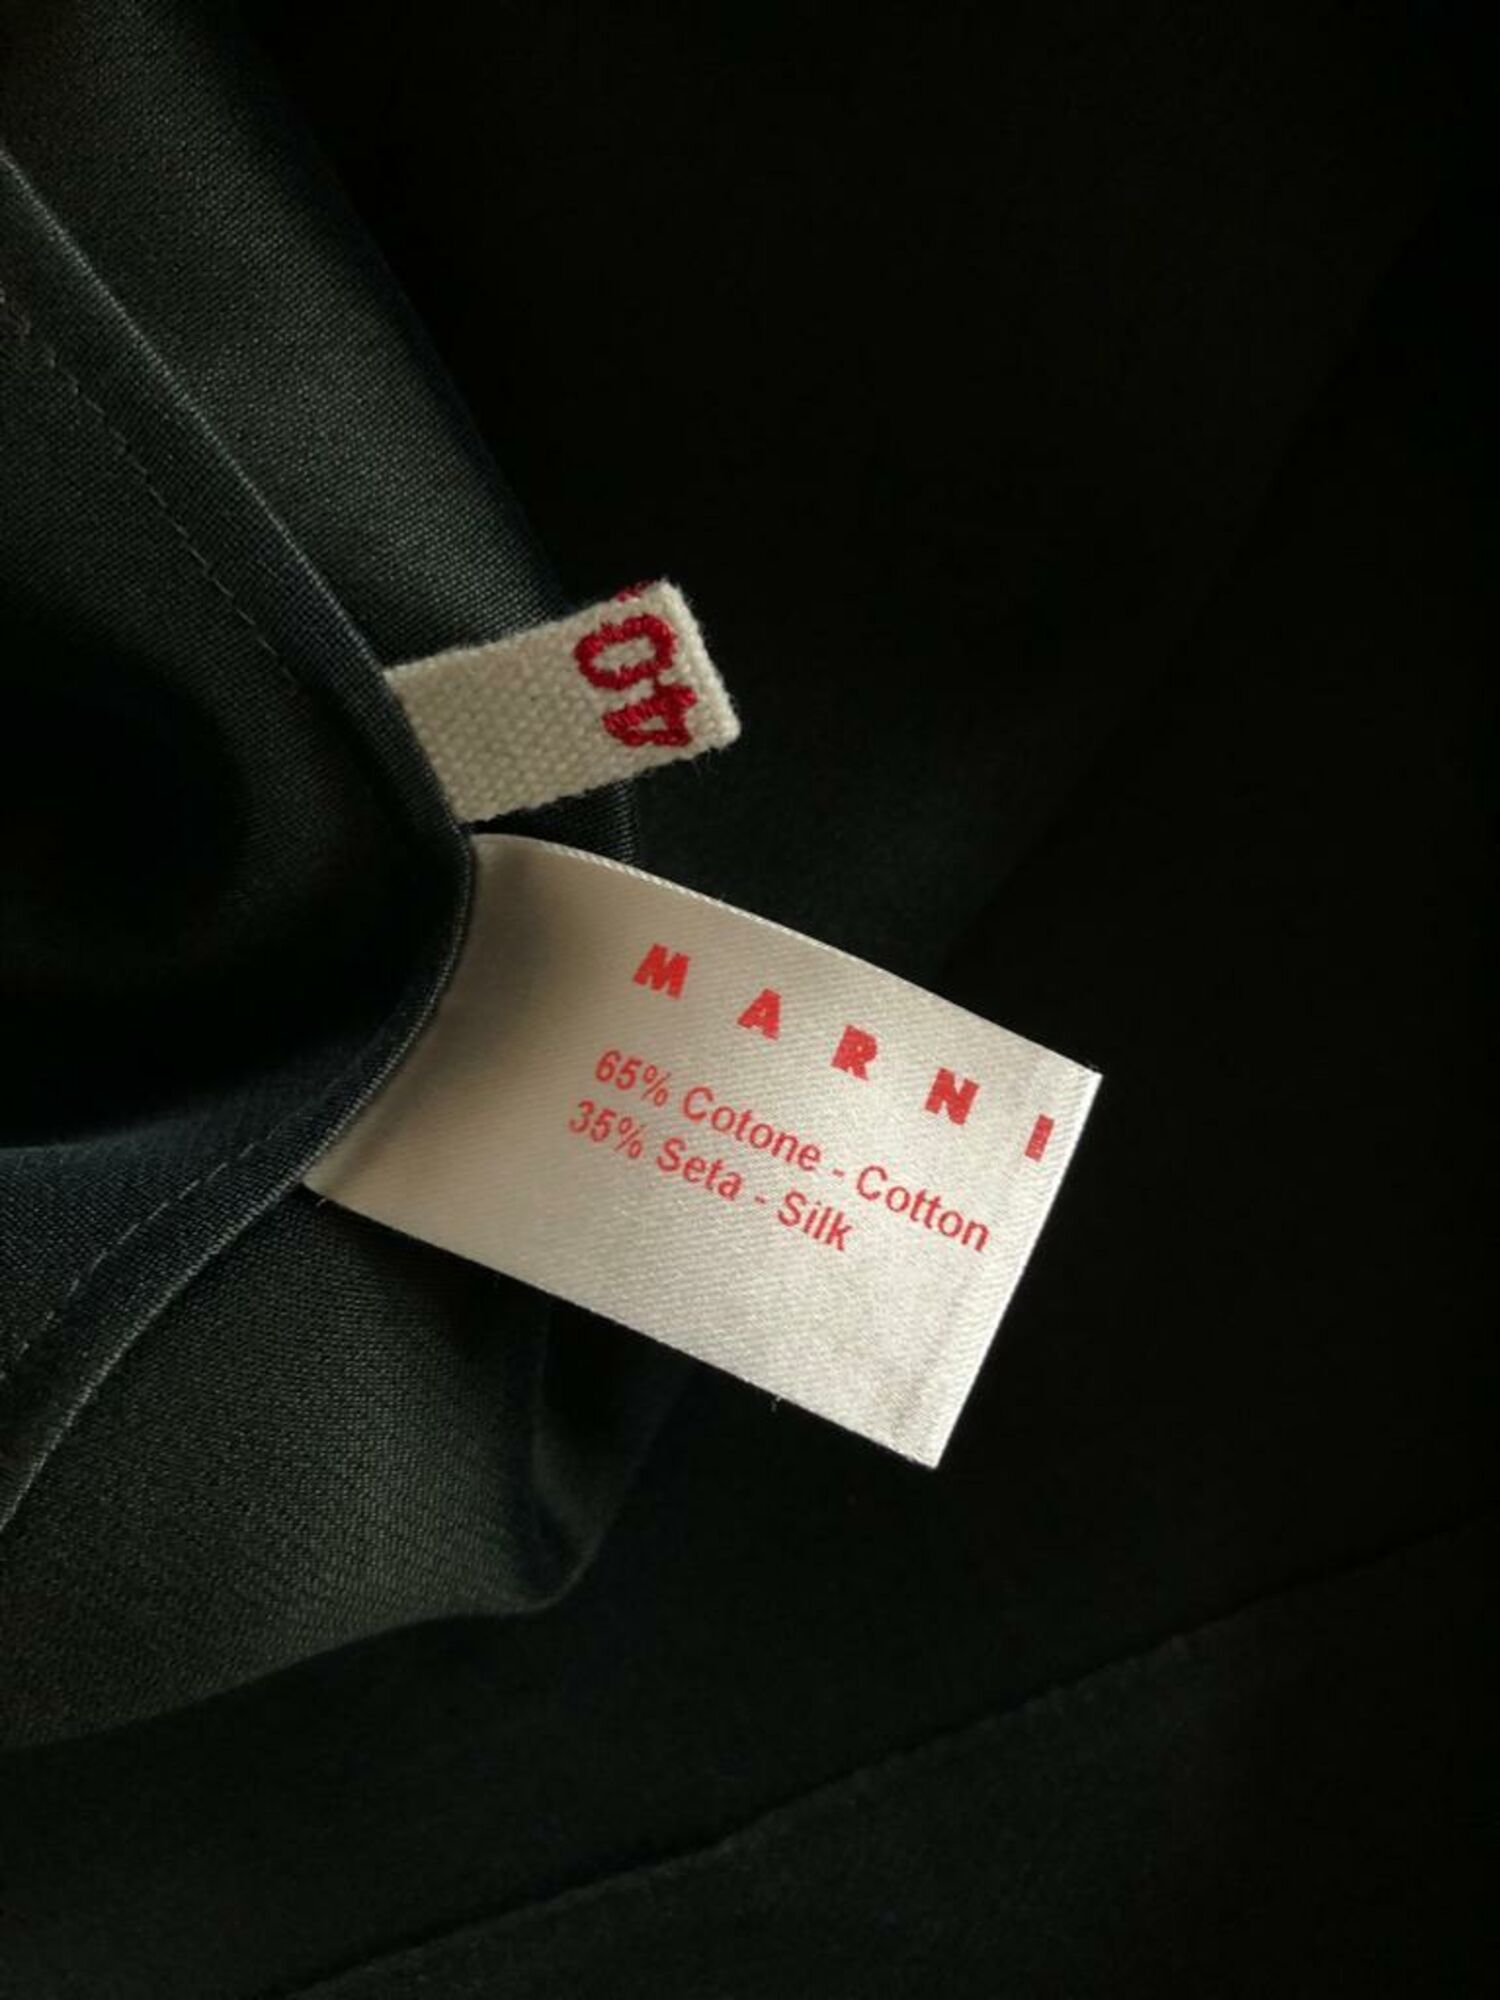 40
MARNI
65% Cotone - Cotton
35% Seta - Silk